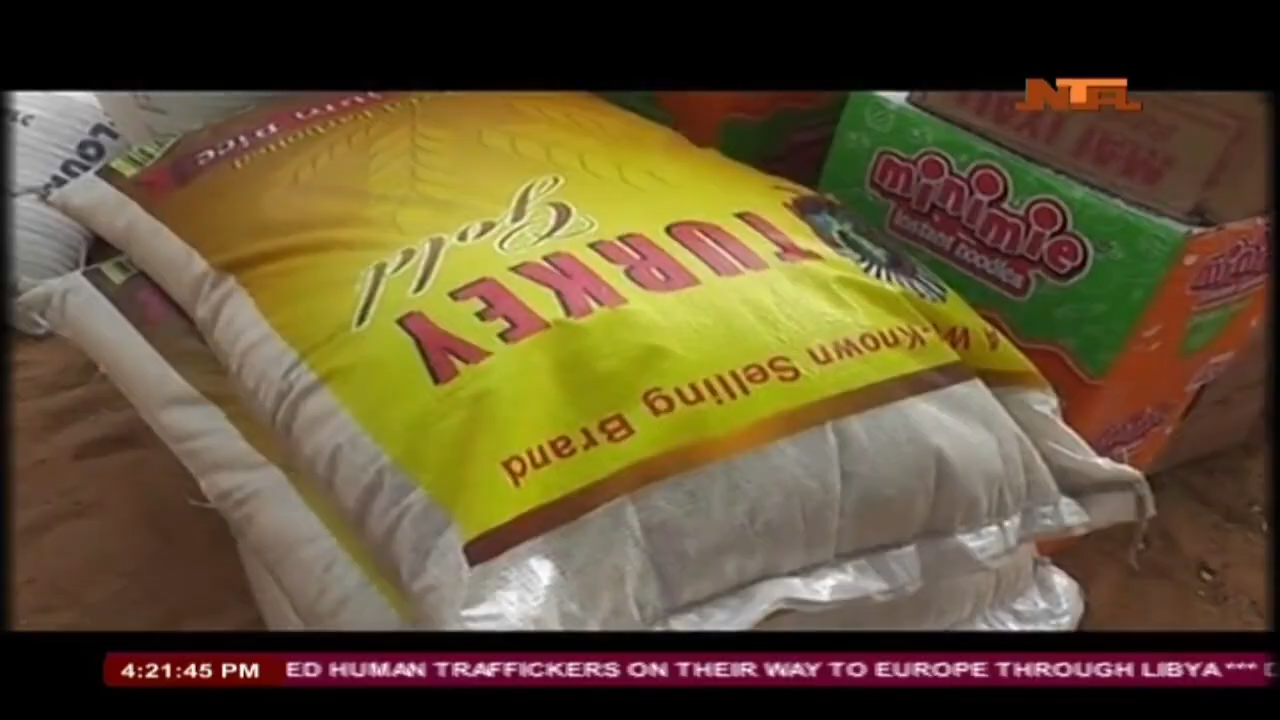 NTA
Turkey
Gold
A W..Known Selling Brand
minimie
Instant noodles
4:21:45 PM
ED HUMAN TRAFFICKERS ON THEIR WAY TO EUROPE THROUGH LIBYA ***